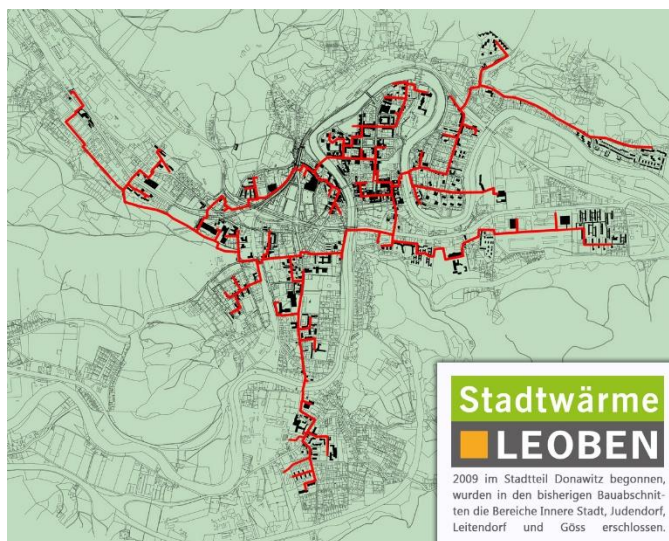 Stadtwärme
LEOBEN
2009 im Stadtteil Donawitz begonnen,
wurden in den bisherigen Bauabschnit-
ten die Bereiche Innere Stadt, Judendorf,
Leitendorf und Göss erschlossen.